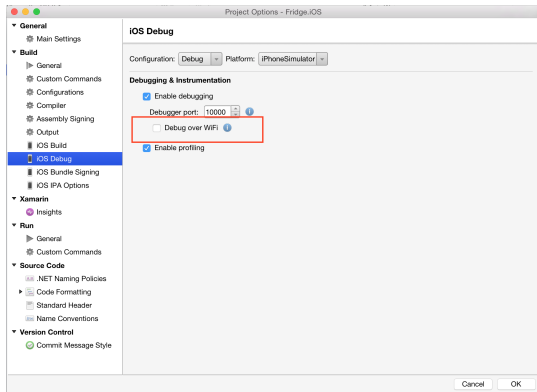 Project Options - Fridge.iOS
General
Main Settings
Build
General
Custom Commands
Configurations
Compiler
Assembly Signing
Output
iOS Build
iOS Debug
iOS Bundle Signing
iOS IPA Options
Xamarin
Insights
Run
General
Custom Commands
Source Code
.NET Naming Policies
Code Formatting
Standard Header
Name Conventions
Version Control
Commit Message Style
iOS Debug
Configuration: Debug Platform: iPhoneSimulator
Debugging & Instrumentation
Enable debugging
Debugger port: 10000
Debug over WiFi
Enable profiling
Cancel OK